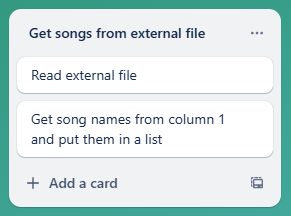 Get songs from external file
Read external file
Get song names from column 1
and put them in a list
Add a card